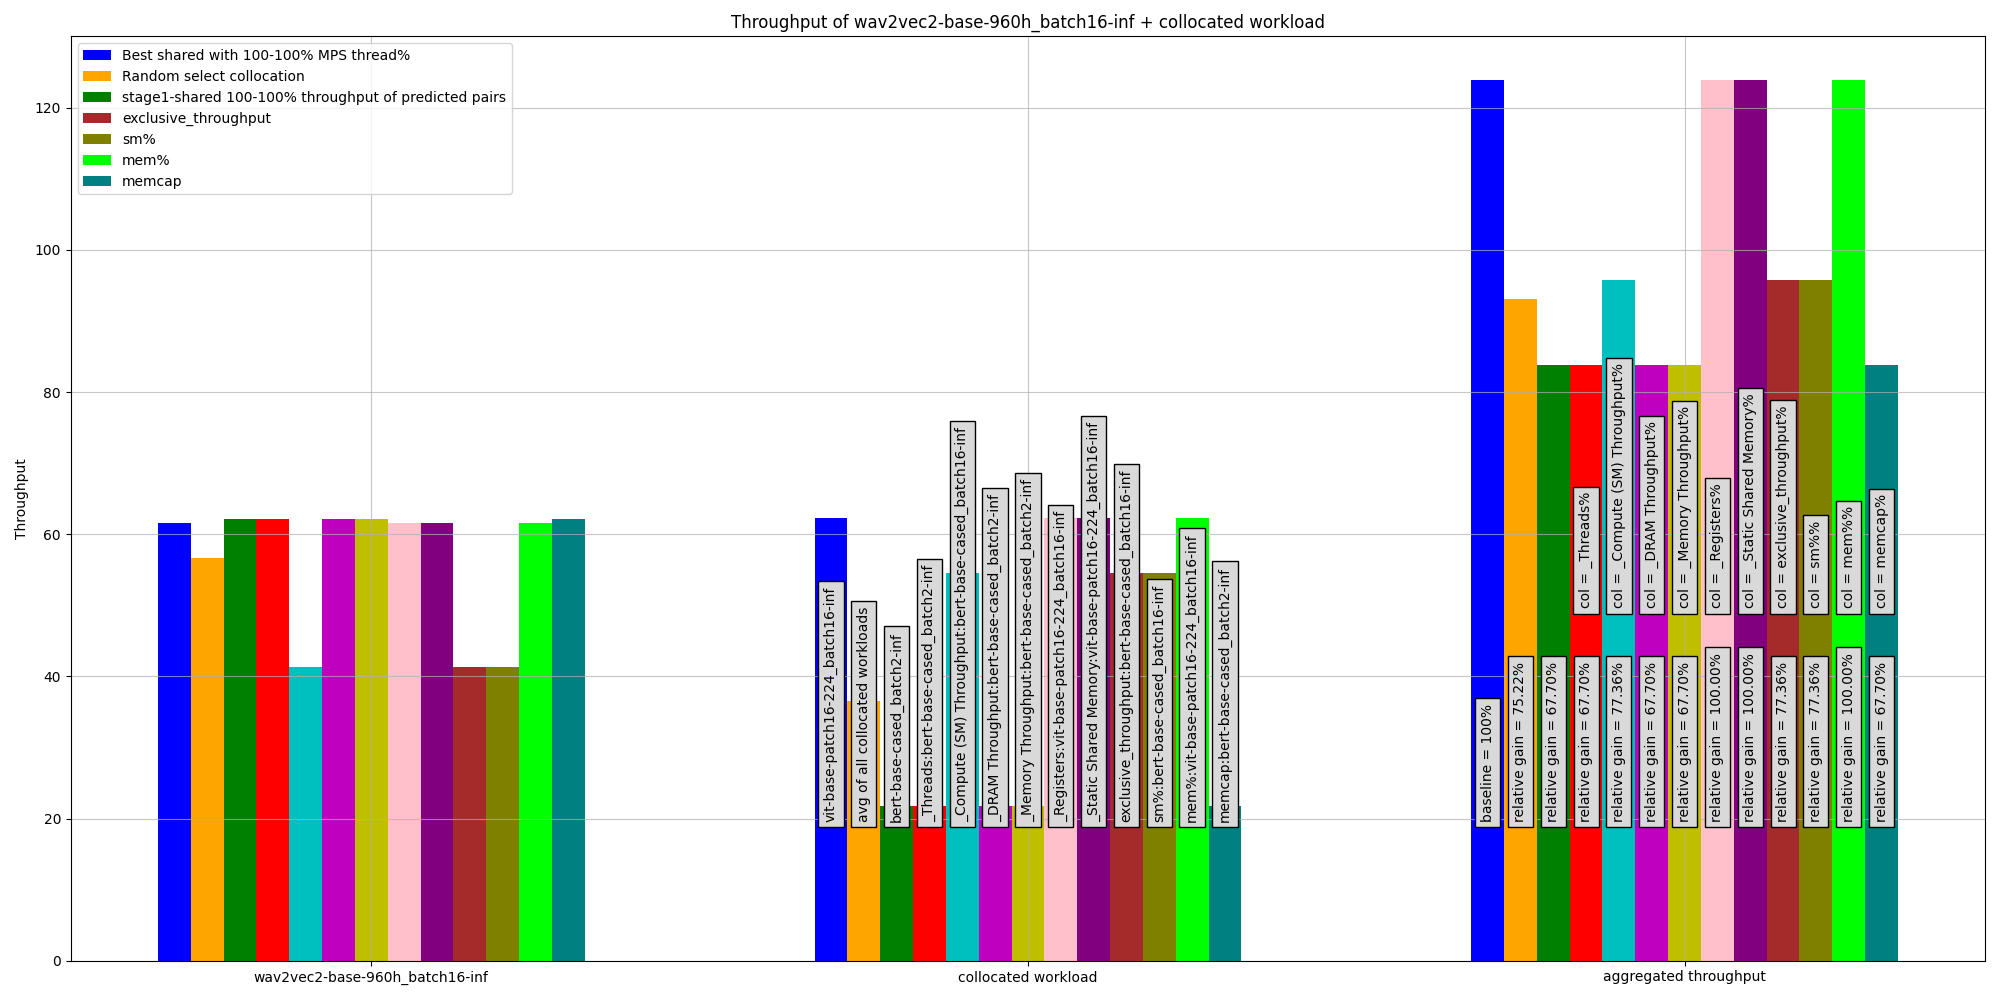 Throughput of wav2vec2-base-960h_batch16-inf + collocated workload
Best shared with 100-100% MPS thread%
Random select collocation
stage1-shared 100-100% throughput of predicted pairs
exclusive_throughput
sm%
mem%
memcap
Throughput
120
100
80
60
40
20
0
vit-base-patch16-224_batch16-inf
avg of all collocated workloads
bert-base-cased_batch2-inf
_Threads:bert-base-cased_batch2-inf
_Compute (SM) Throughput:bert-base-cased_batch16-inf
_DRAM Throughput:bert-base-cased_batch2-inf
_Memory Throughput:bert-base-cased_batch2-inf
_Registers:vit-base-patch16-224_batch16-inf
_Static Shared Memory:vit-base-patch16-224_batch16-inf
exclusive_throughput:bert-base-cased_batch16-inf
sm%:bert-base-cased_batch16-inf
mem%:vit-base-patch16-224_batch16-inf
memcap:bert-base-cased_batch2-inf
col = _Threads%
col = _Compute (SM) Throughput%
col = _DRAM Throughput%
col = _Memory Throughput%
col = _Registers%
col = _Static Shared Memory%
col = exclusive_throughput%
col = sm%%
col = mem%%
col = memcap%
baseline = 100%
relative gain = 75.22%
relative gain = 67.70%
relative gain = 67.70%
relative gain = 77.36%
relative gain = 67.70%
relative gain = 67.70%
relative gain = 100.00%
relative gain = 100.00%
relative gain = 77.36%
relative gain = 77.36%
relative gain = 100.00%
relative gain = 67.70%
wav2vec2-base-960h_batch16-inf
collocated workload
aggregated throughput